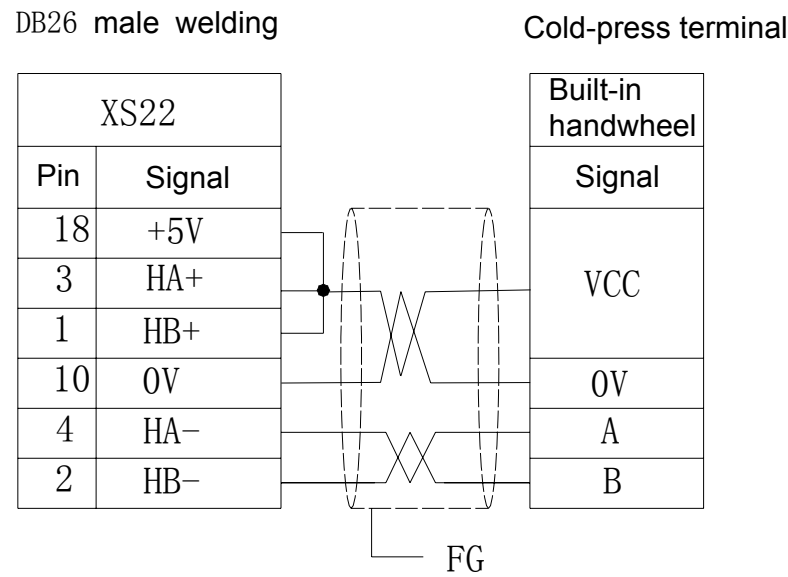 DB26 male welding
Cold-press terminal
XS22
Built-in
handwheel
Pin Signal
Signal
18 +5V
3 HA+
VCC
1 HB+
10 0V
0V
4 HA-
A
2 HB-
B
FG